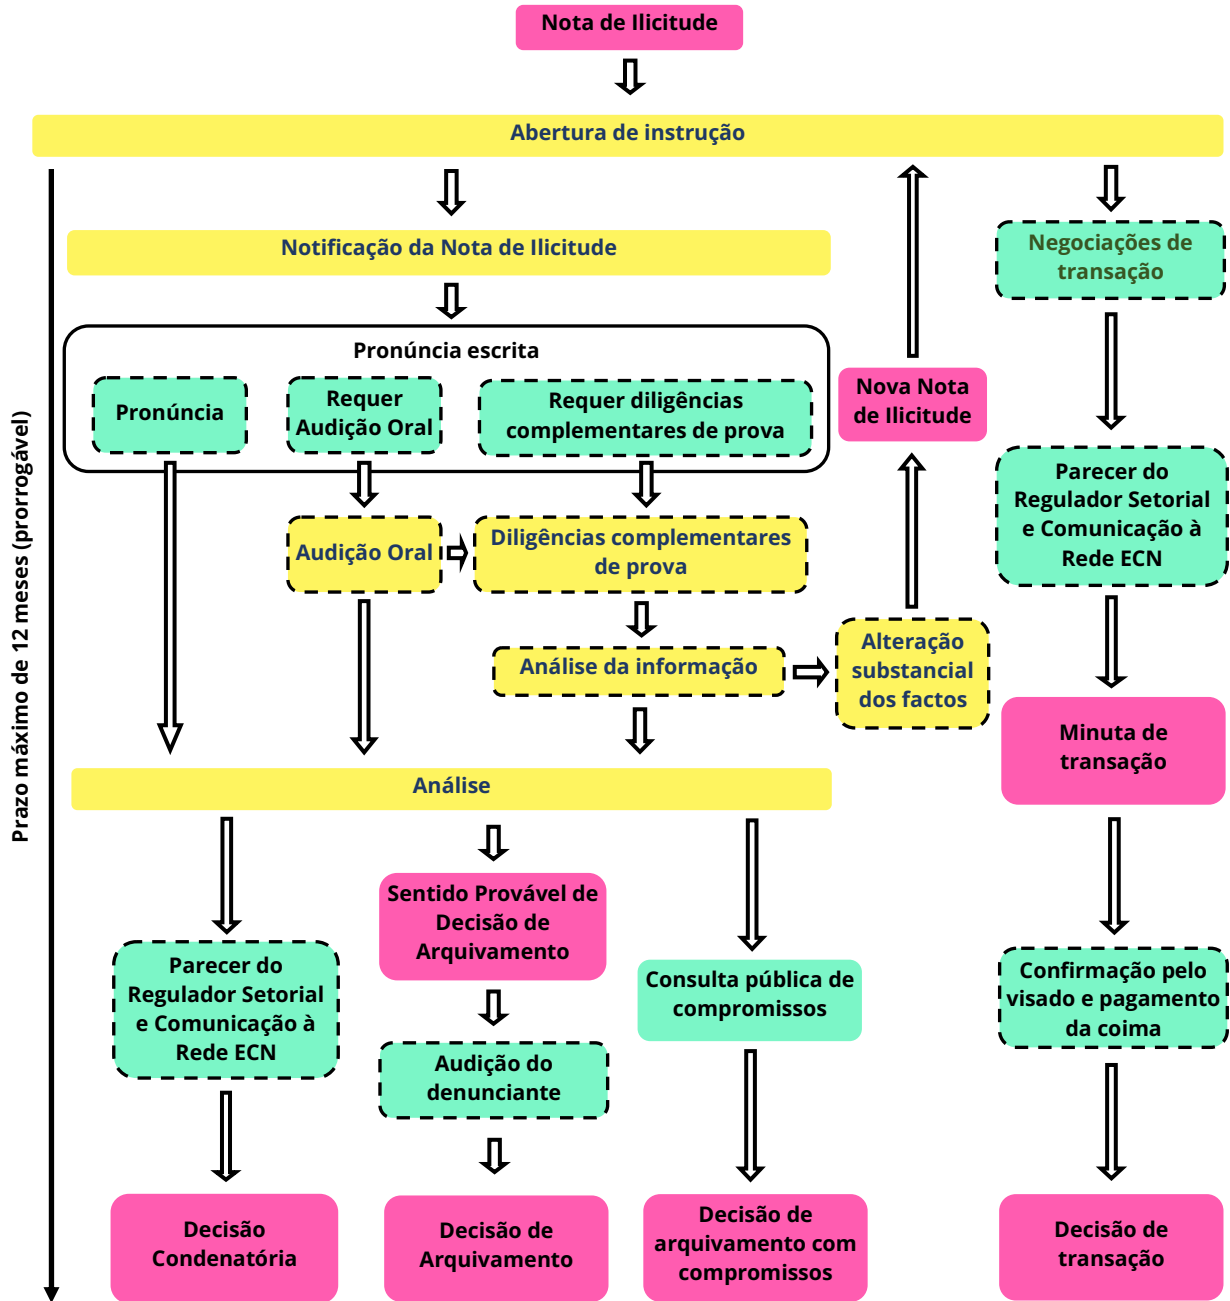 Nota de Ilicitude
Abertura de instrução
Notificação da Nota de Ilicitude
Negociações de
transação
Pronúncia escrita
Pronúncia
Requer
Audição Oral
Requer diligências
complementares de prova
Nova Nota
de Ilicitude
Prazo máximo de 12 meses (prorrogável)
Parecer do
Regulador Setorial
e Comunicação à
Rede ECN
Audição Oral
Diligências complementares
de prova
Análise da informação
Alteração
substancial
dos factos
Minuta de
transação
Análise
Sentido Provável de
Decisão de
Arquivamento
Parecer do
Regulador Setorial
e Comunicação à
Rede ECN
Consulta pública de
compromissos
Confirmação pelo
visado e pagamento
da coima
Audição do
denunciante
Decisão
Condenatória
Decisão de
Arquivamento
Decisão de
arquivamento com
compromissos
Decisão de
transação